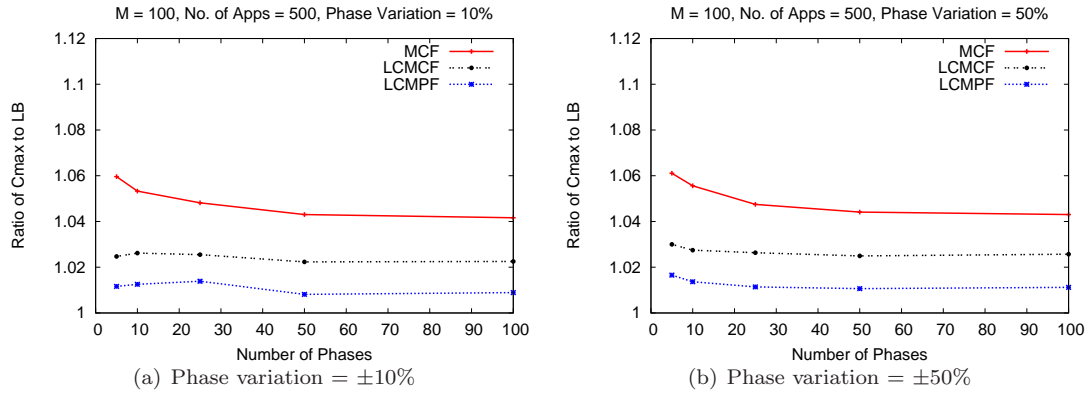 M = 100, No. of Apps = 500, Phase Variation = 10%
1.12
1.1
1.08
1.06
1.04
1.02
1
Ratio of Cmax to LB
MCF
LCMCF
LCMPF
0 10 20 30 40 50 60 70 80 90 100
Number of Phases
(a) Phase variation = ±10%
M = 100, No. of Apps = 500, Phase Variation = 50%
1.12
1.1
1.08
1.06
1.04
1.02
1
Ratio of Cmax to LB
MCF
LCMCF
LCMPF
0 10 20 30 40 50 60 70 80 90 100
Number of Phases
(b) Phase variation = ±50%